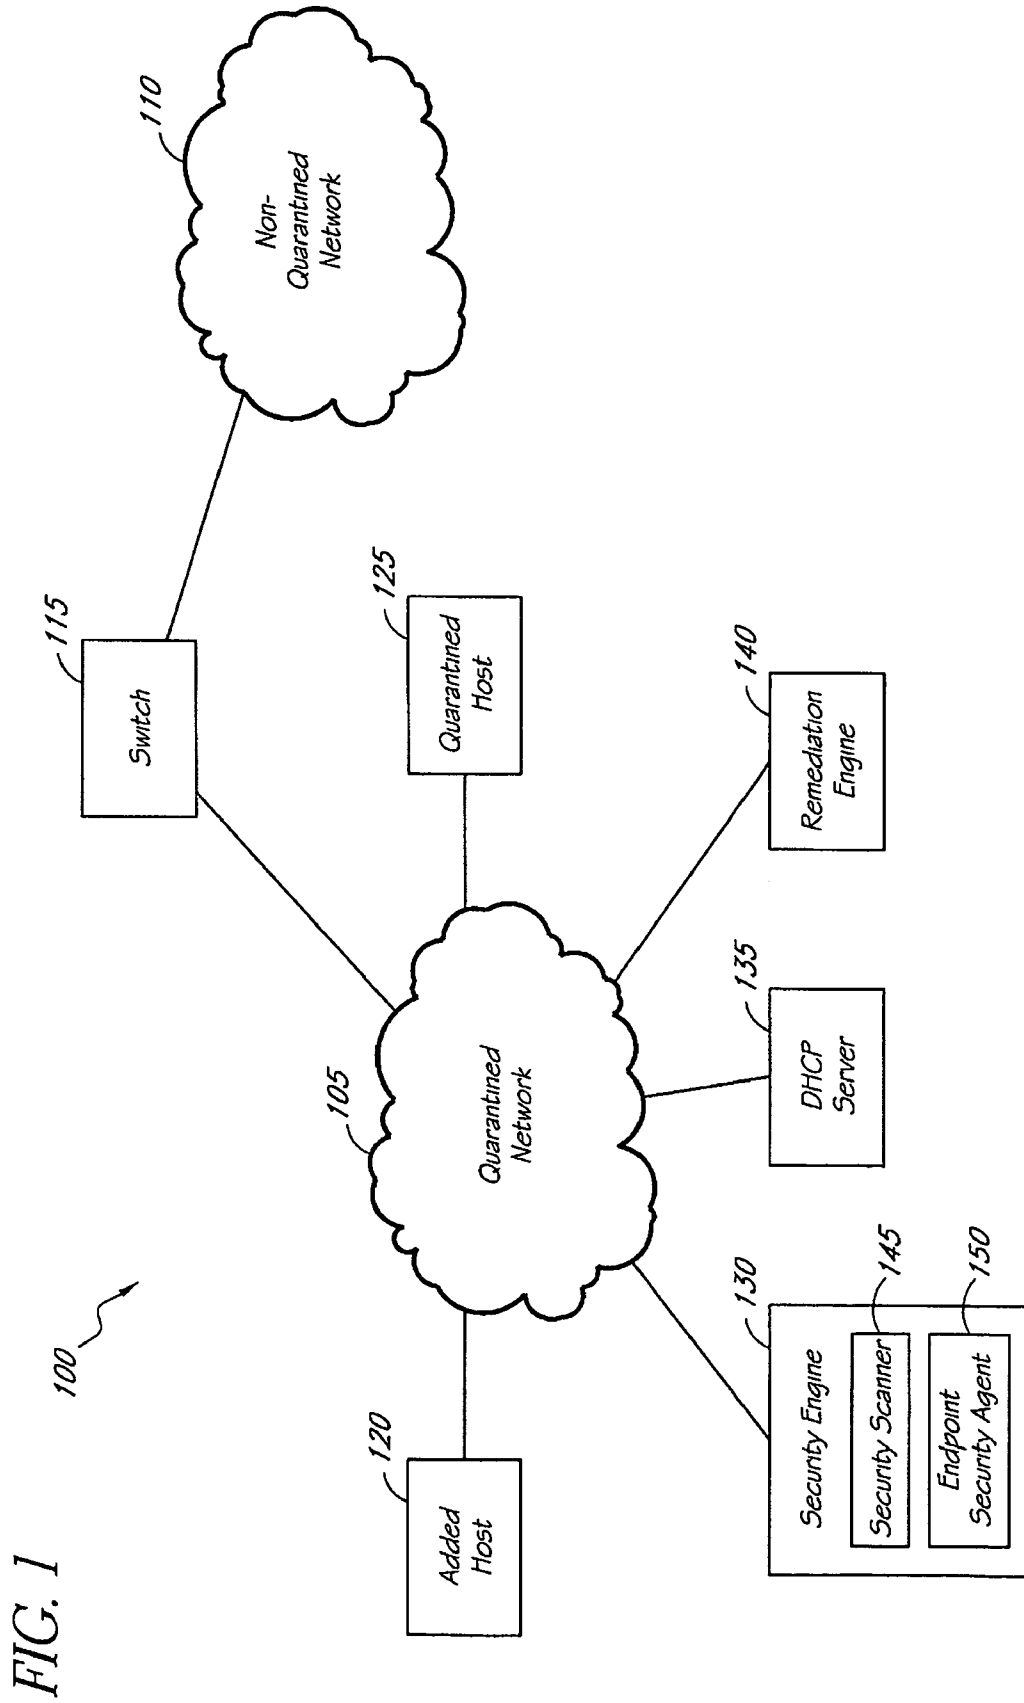 FIG. 1
100
110
Non-
Quarantined
Network
115
Switch
125
Quarantined
Host
105
Quarantined
Network
120
Added
Host
140
Remediation
Engine
135
DHCP
Server
130
Security Engine
145
Security Scanner
150
Endpoint
Security Agent